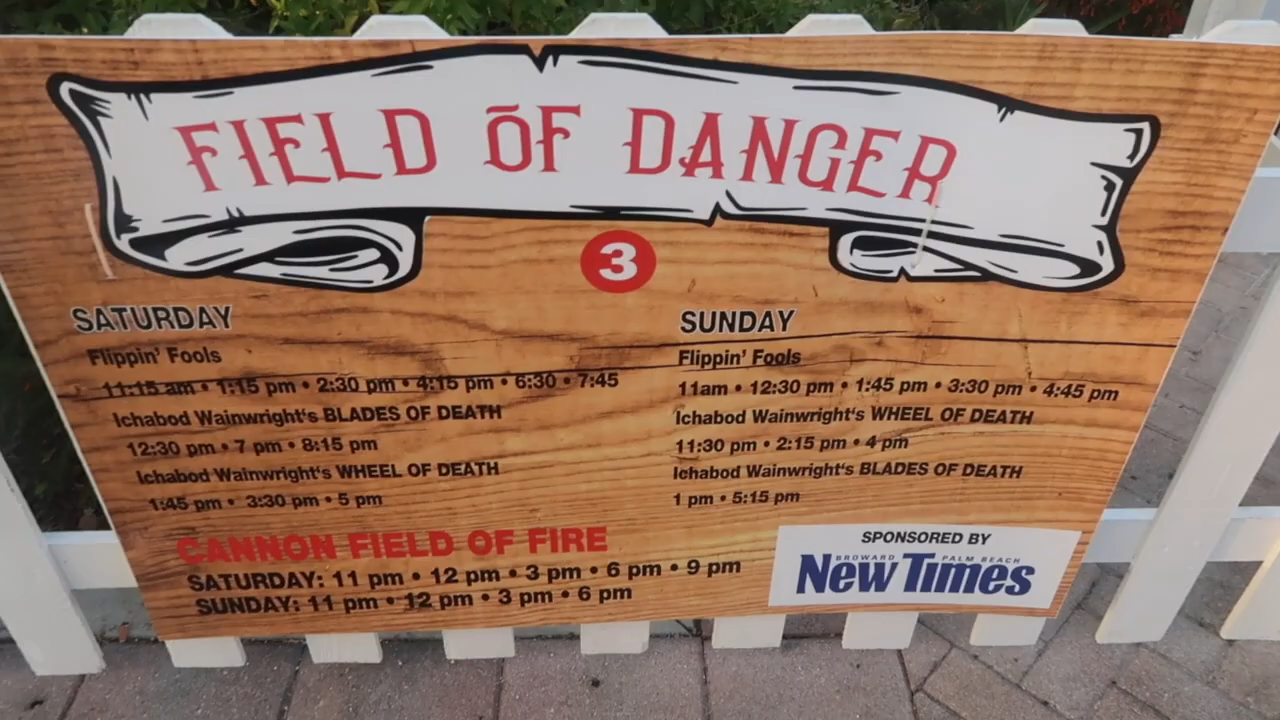 FIELD OF DANGER
3
SATURDAY
Flippin' Fools
11:15 am • 1:15 pm • 2:30 pm • 4:15 pm • 6:30 • 7:45
Ichabod Wainwright's BLADES OF DEATH
12:30 pm • 7 pm • 8:15 pm
Ichabod Wainwright's WHEEL OF DEATH
1:45 pm • 3:30 pm • 5 pm
SUNDAY
Flippin' Fools
11am • 12:30 pm • 1:45 pm • 3:30 pm • 4:45 pm
Ichabod Wainwright's WHEEL OF DEATH
11:30 pm • 2:15 pm • 4 pm
Ichabod Wainwright's BLADES OF DEATH
1 pm • 5:15 pm
CANNON FIELD OF FIRE
SATURDAY: 11 pm • 12 pm • 3 pm • 6 pm • 9 pm
SUNDAY: 11 pm • 12 pm • 3 pm • 6 pm
SPONSORED BY
BROWARD PALM BEACH
New Times